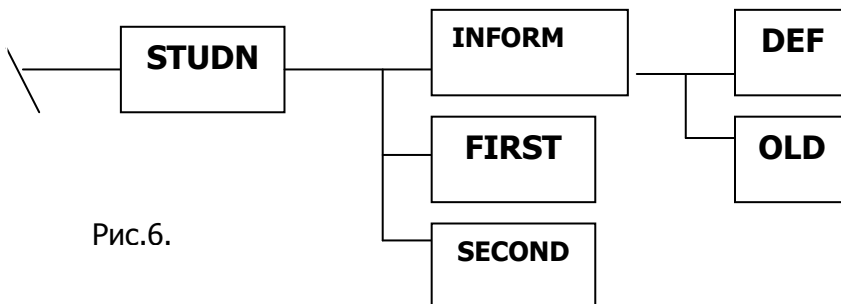 STUDN
INFORM
DEF
FIRST
OLD
SECOND
Рис.6.